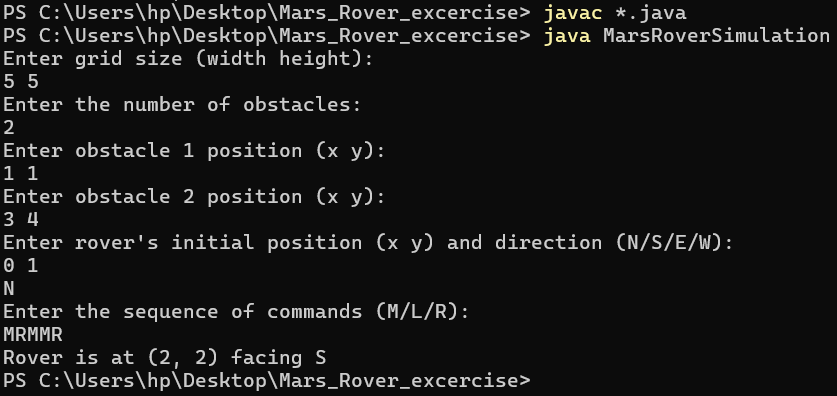 PS C:\Users\hp\Desktop\Mars_Rover_excercise> javac *.java
PS C:\Users\hp\Desktop\Mars_Rover_excercise> java MarsRoverSimulation
Enter grid size (width height):
5 5
Enter the number of obstacles:
2
Enter obstacle 1 position (x y):
1 1
Enter obstacle 2 position (x y):
3 4
Enter rover's initial position (x y) and direction (N/S/E/W):
0 1
N
Enter the sequence of commands (M/L/R):
MRMMR
Rover is at (2, 2) facing S
PS C:\Users\hp\Desktop\Mars_Rover_excercise>